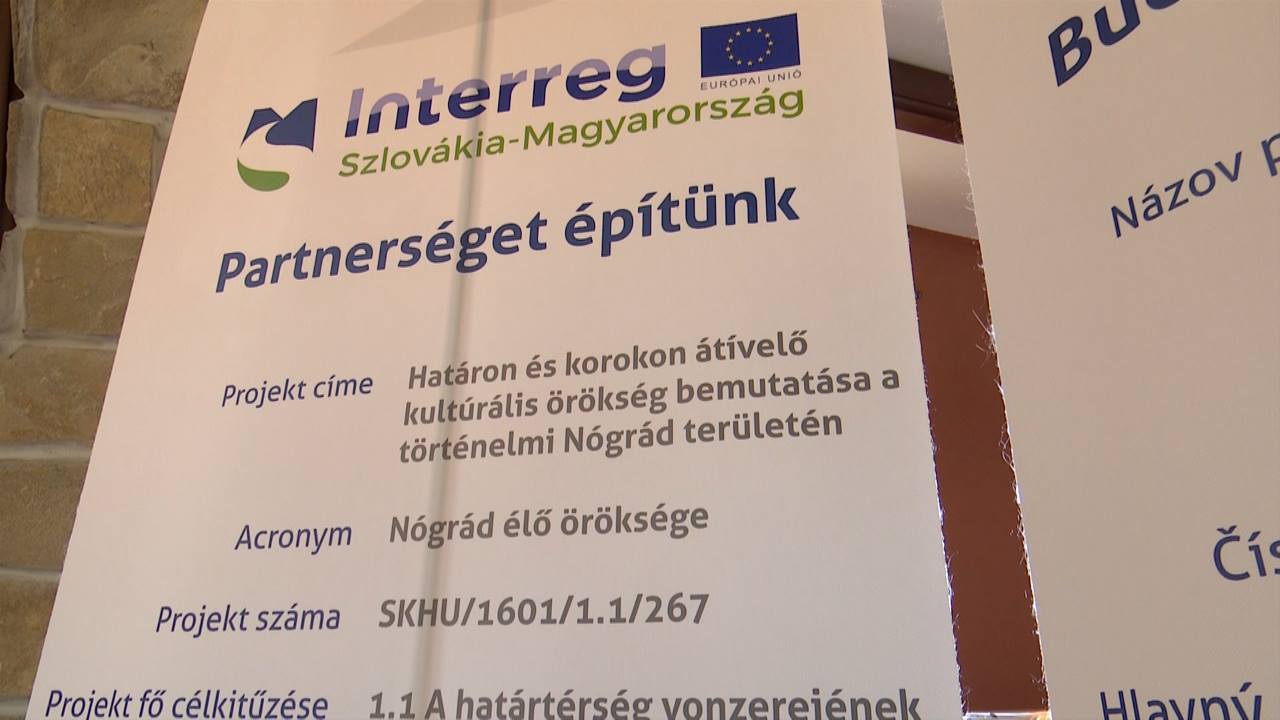 Interreg
EURÓPAI UNIÓ
Szlovákia-Magyarország
Partnerséget építünk
Projekt címe
Határon és korokon átívelő
kultúrális örökség bemutatása a
történelmi Nógrád területén
Acronym
Nógrád élő öröksége
Projekt száma
SKHU/1601/1.1/267
Projekt fő célkitűzése
1.1 A határtérség vonzerejének
Názov
Hlavný